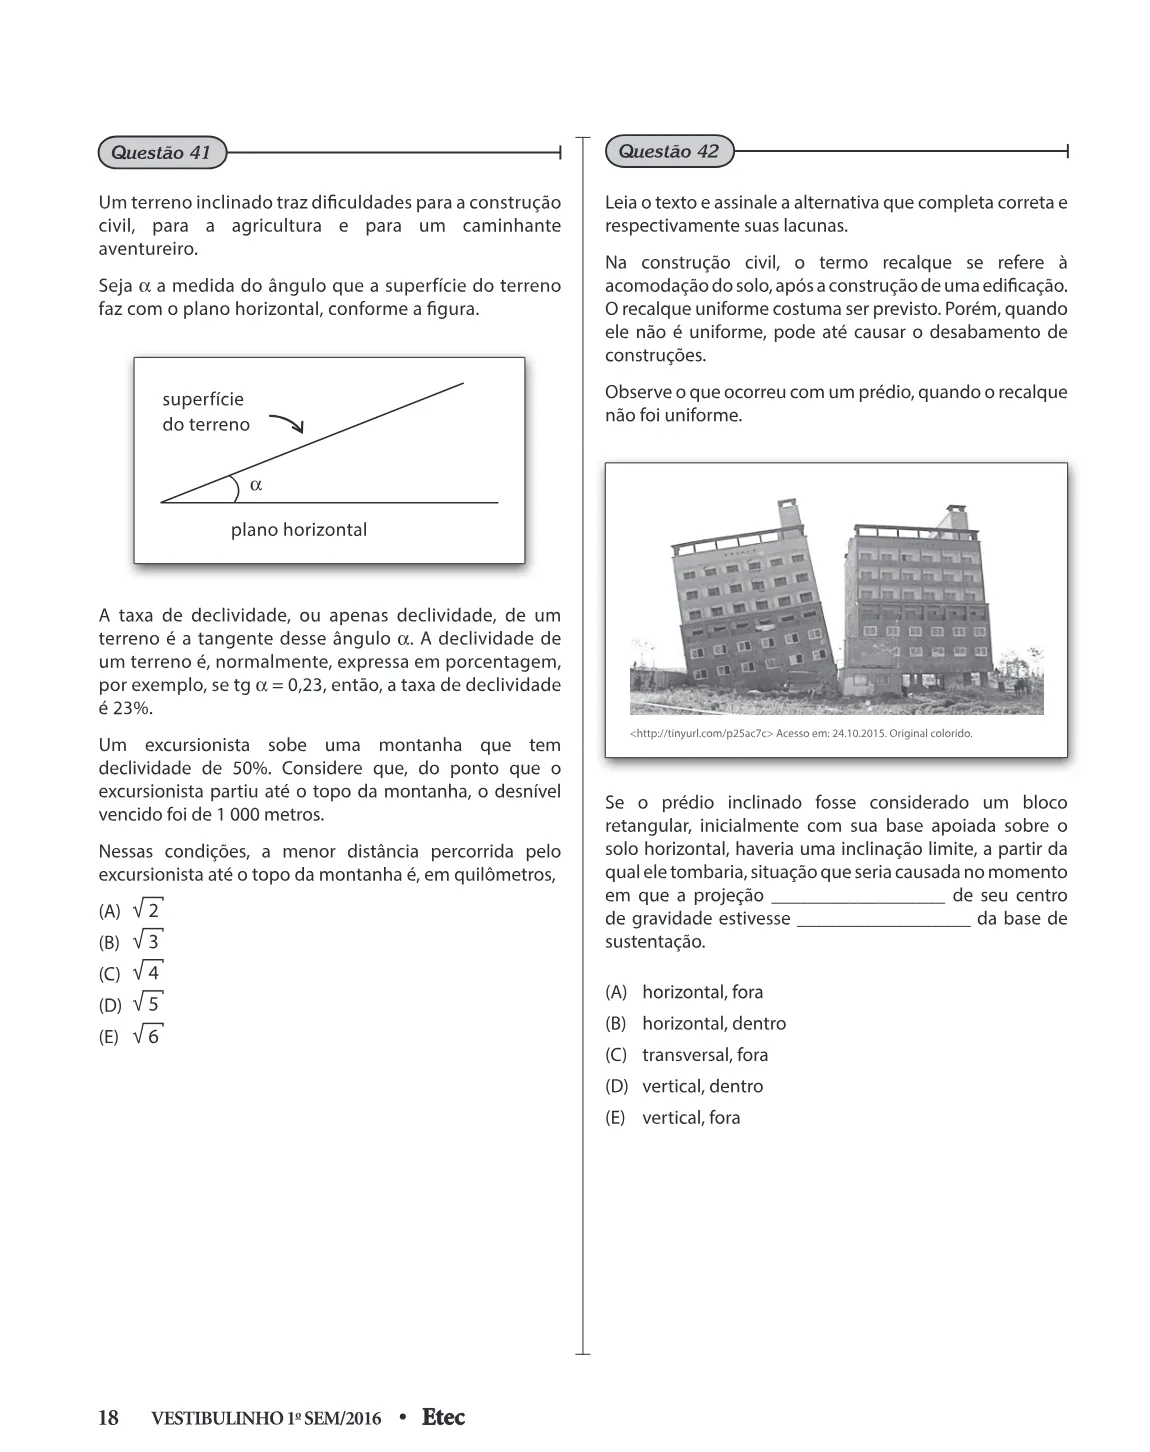 Questão 41
Um terreno inclinado traz dificuldades para a construção
civil, para a agricultura e para um caminhante
aventureiro.
Seja α a medida do ângulo que a superfície do terreno
faz com o plano horizontal, conforme a figura.
superfície
do terreno
α
plano horizontal
A taxa de declividade, ou apenas declividade, de um
terreno é a tangente desse ângulo α. A declividade de
um terreno é, normalmente, expressa em porcentagem,
por exemplo, se tg α = 0,23, então, a taxa de declividade
é 23%.
Um excursionista sobe uma montanha que tem
declividade de 50%. Considere que, do ponto que o
excursionista partiu até o topo da montanha, o desnível
vencido foi de 1 000 metros.
Nessas condições, a menor distância percorrida pelo
excursionista até o topo da montanha é, em quilômetros,
(A) √2
(B) √3
(C) √4
(D) √5
(E) √6
Questão 42
Leia o texto e assinale a alternativa que completa correta e
respectivamente suas lacunas.
Na construção civil, o termo recalque se refere à
acomodação do solo, após a construção de uma edificação.
O recalque uniforme costuma ser previsto. Porém, quando
ele não é uniforme, pode até causar o desabamento de
construções.
Observe o que ocorreu com um prédio, quando o recalque
não foi uniforme.
<http://tinyurl.com/p25ac7c> Acesso em: 24.10.2015. Original colorido.
Se o prédio inclinado fosse considerado um bloco
retangular, inicialmente com sua base apoiada sobre o
solo horizontal, haveria uma inclinação limite, a partir da
qual ele tombaria, situação que seria causada no momento
em que a projeção __________________ de seu centro
de gravidade estivesse __________________ da base de
sustentação.
(A) horizontal, fora
(B) horizontal, dentro
(C) transversal, fora
(D) vertical, dentro
(E) vertical, fora
18 VESTIBULINHO 1º SEM/2016 • Etec